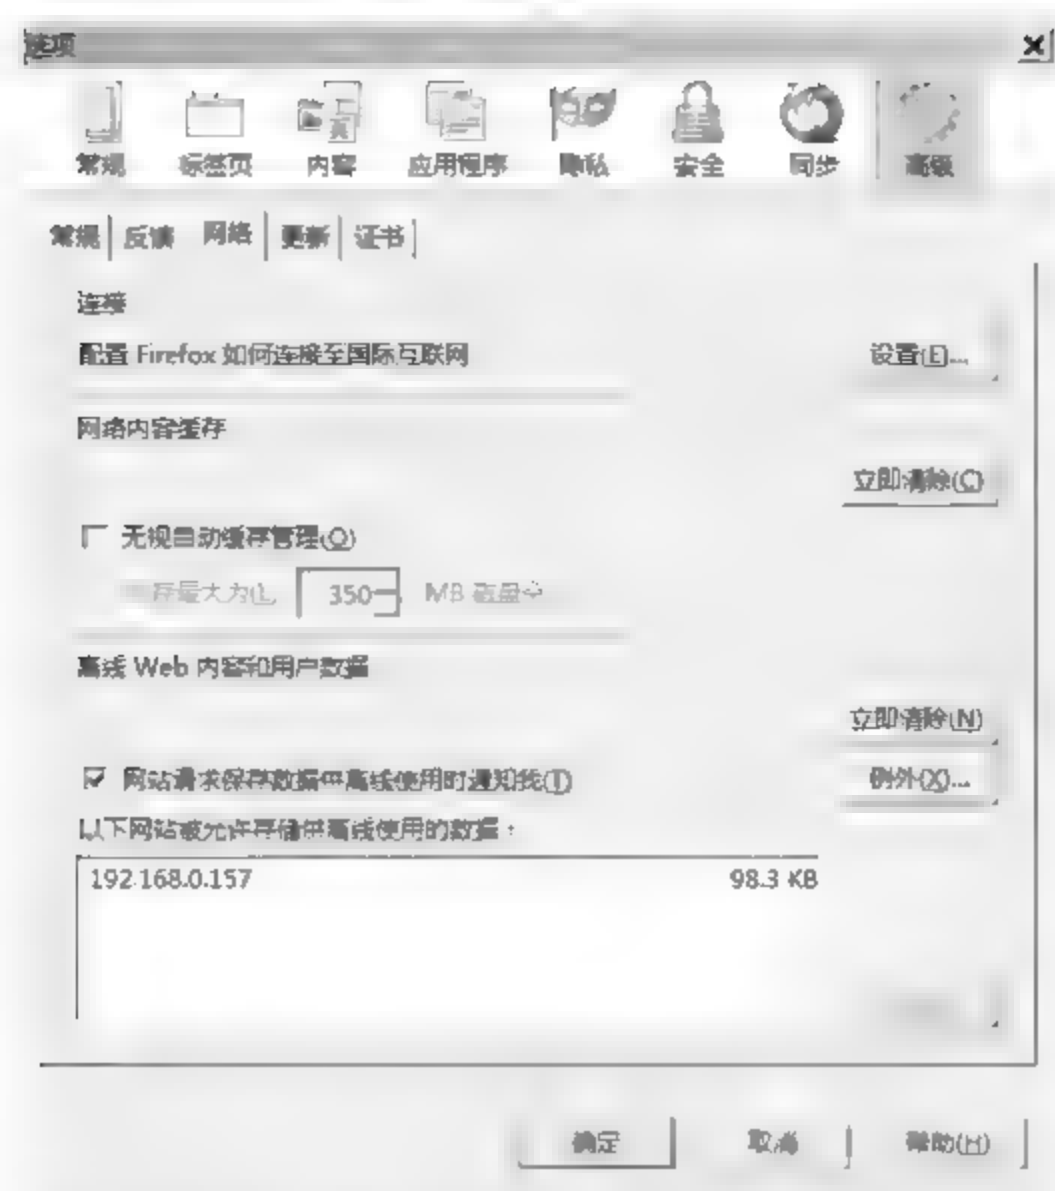 选项
常规 标签页 内容 应用程序 隐私 安全 同步 高级
常规 反馈 网络 更新 证书
连接
配置 Firefox 如何连接至国际互联网 设置(E)...
网络内容缓存
立即清除(C)
无视自动缓存管理(O)
存最大为(L 350 MB 磁盘
离线 Web 内容和用户数据
立即清除(N)
网站请求保存数据供离线使用时通知我(T) 例外(X)...
以下网站被允许存储供离线使用的数据：
192.168.0.157 98.3 KB
确定 取消 帮助(H)